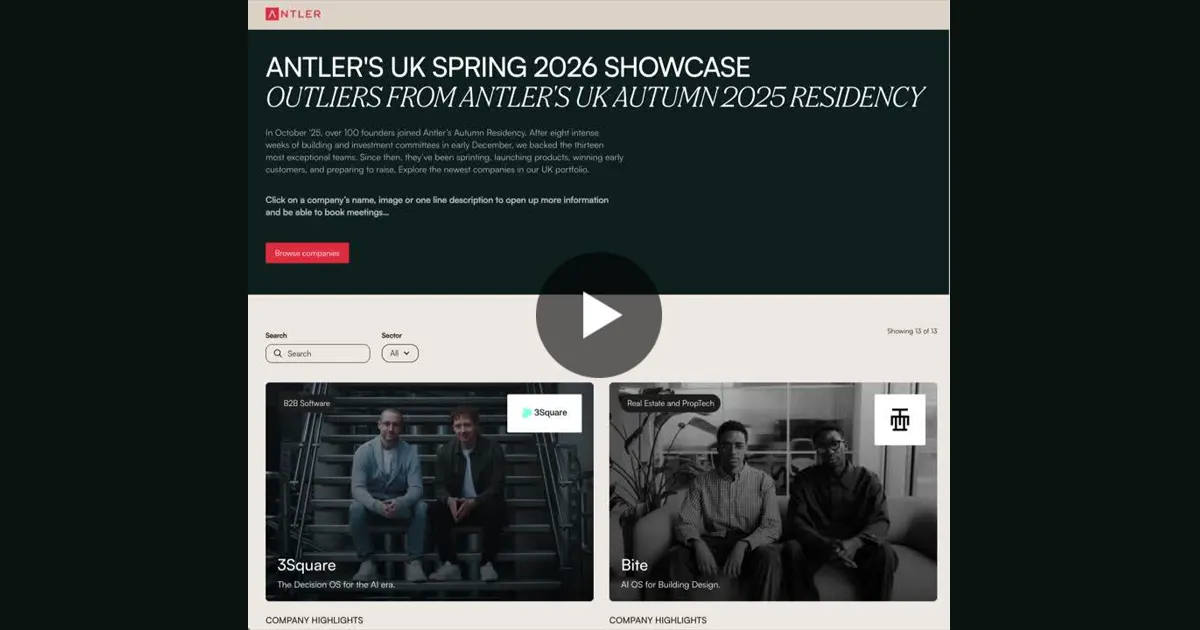 ANTLER
ANTLER'S UK SPRING 2026 SHOWCASE
OUTLIERS FROM ANTLER'S UK AUTUMN 2025 RESIDENCY
In October '25, over 100 founders joined Antler's Autumn Residency. After eight intense
weeks of building and investment committees in early December, we backed the thirteen
most exceptional teams. Since then, they've been sprinting, launching products, winning early
customers, and preparing to raise. Explore the newest companies in our UK portfolio.
Click on a company's name, image or one line description to open up more information
and be able to book meetings...
Browse companies
Showing 13 of 13
Search
Sector
Search
All
B2B Software
3Square
Real Estate and PropTech
3Square
The Decision OS for the AI era.
Bite
AI OS for Building Design.
COMPANY HIGHLIGHTS
COMPANY HIGHLIGHTS